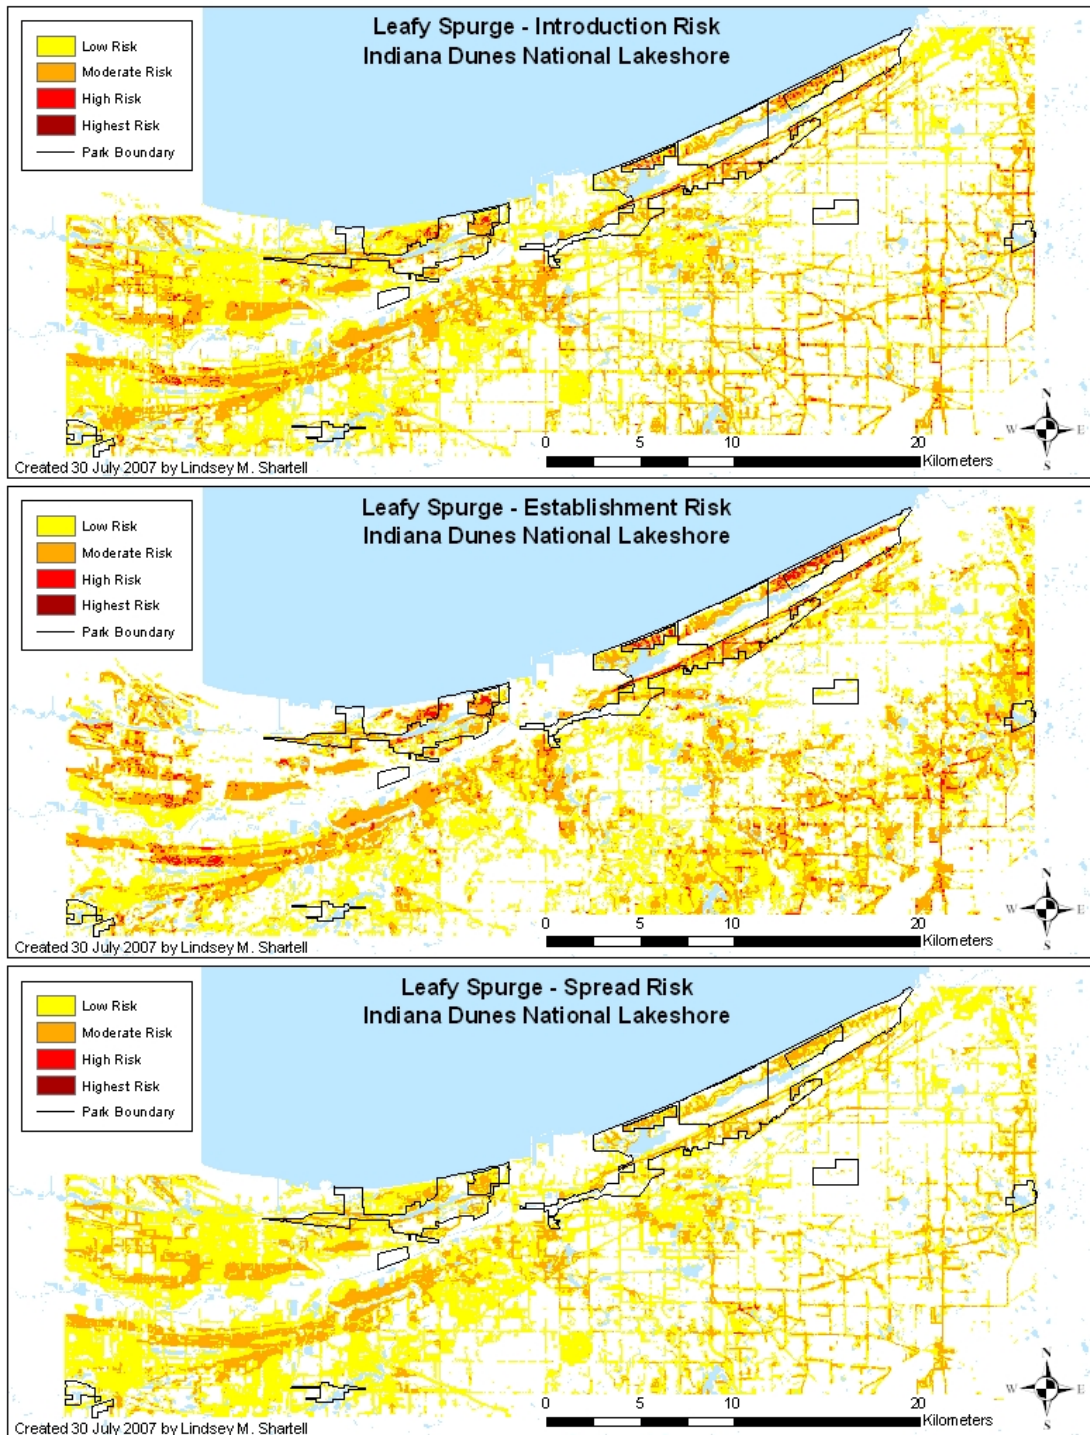 Leafy Spurge - Introduction Risk
Indiana Dunes National Lakeshore
Low Risk
Moderate Risk
High Risk
Highest Risk
Park Boundary
N
W E
S
0 10 20
Kilometers
Created 30 July 2007 by Lindsey M. Shartell
Leafy Spurge - Establishment Risk
Indiana Dunes National Lakeshore
Low Risk
Moderate Risk
High Risk
Highest Risk
Park Boundary
N
W E
S
0 10 20
Kilometers
Created 30 July 2007 by Lindsey M. Shartell
Leafy Spurge - Spread Risk
Indiana Dunes National Lakeshore
Low Risk
Moderate Risk
High Risk
Highest Risk
Park Boundary
N
W E
S
0 10 20
Kilometers
Created 30 July 2007 by Lindsey M. Shartell